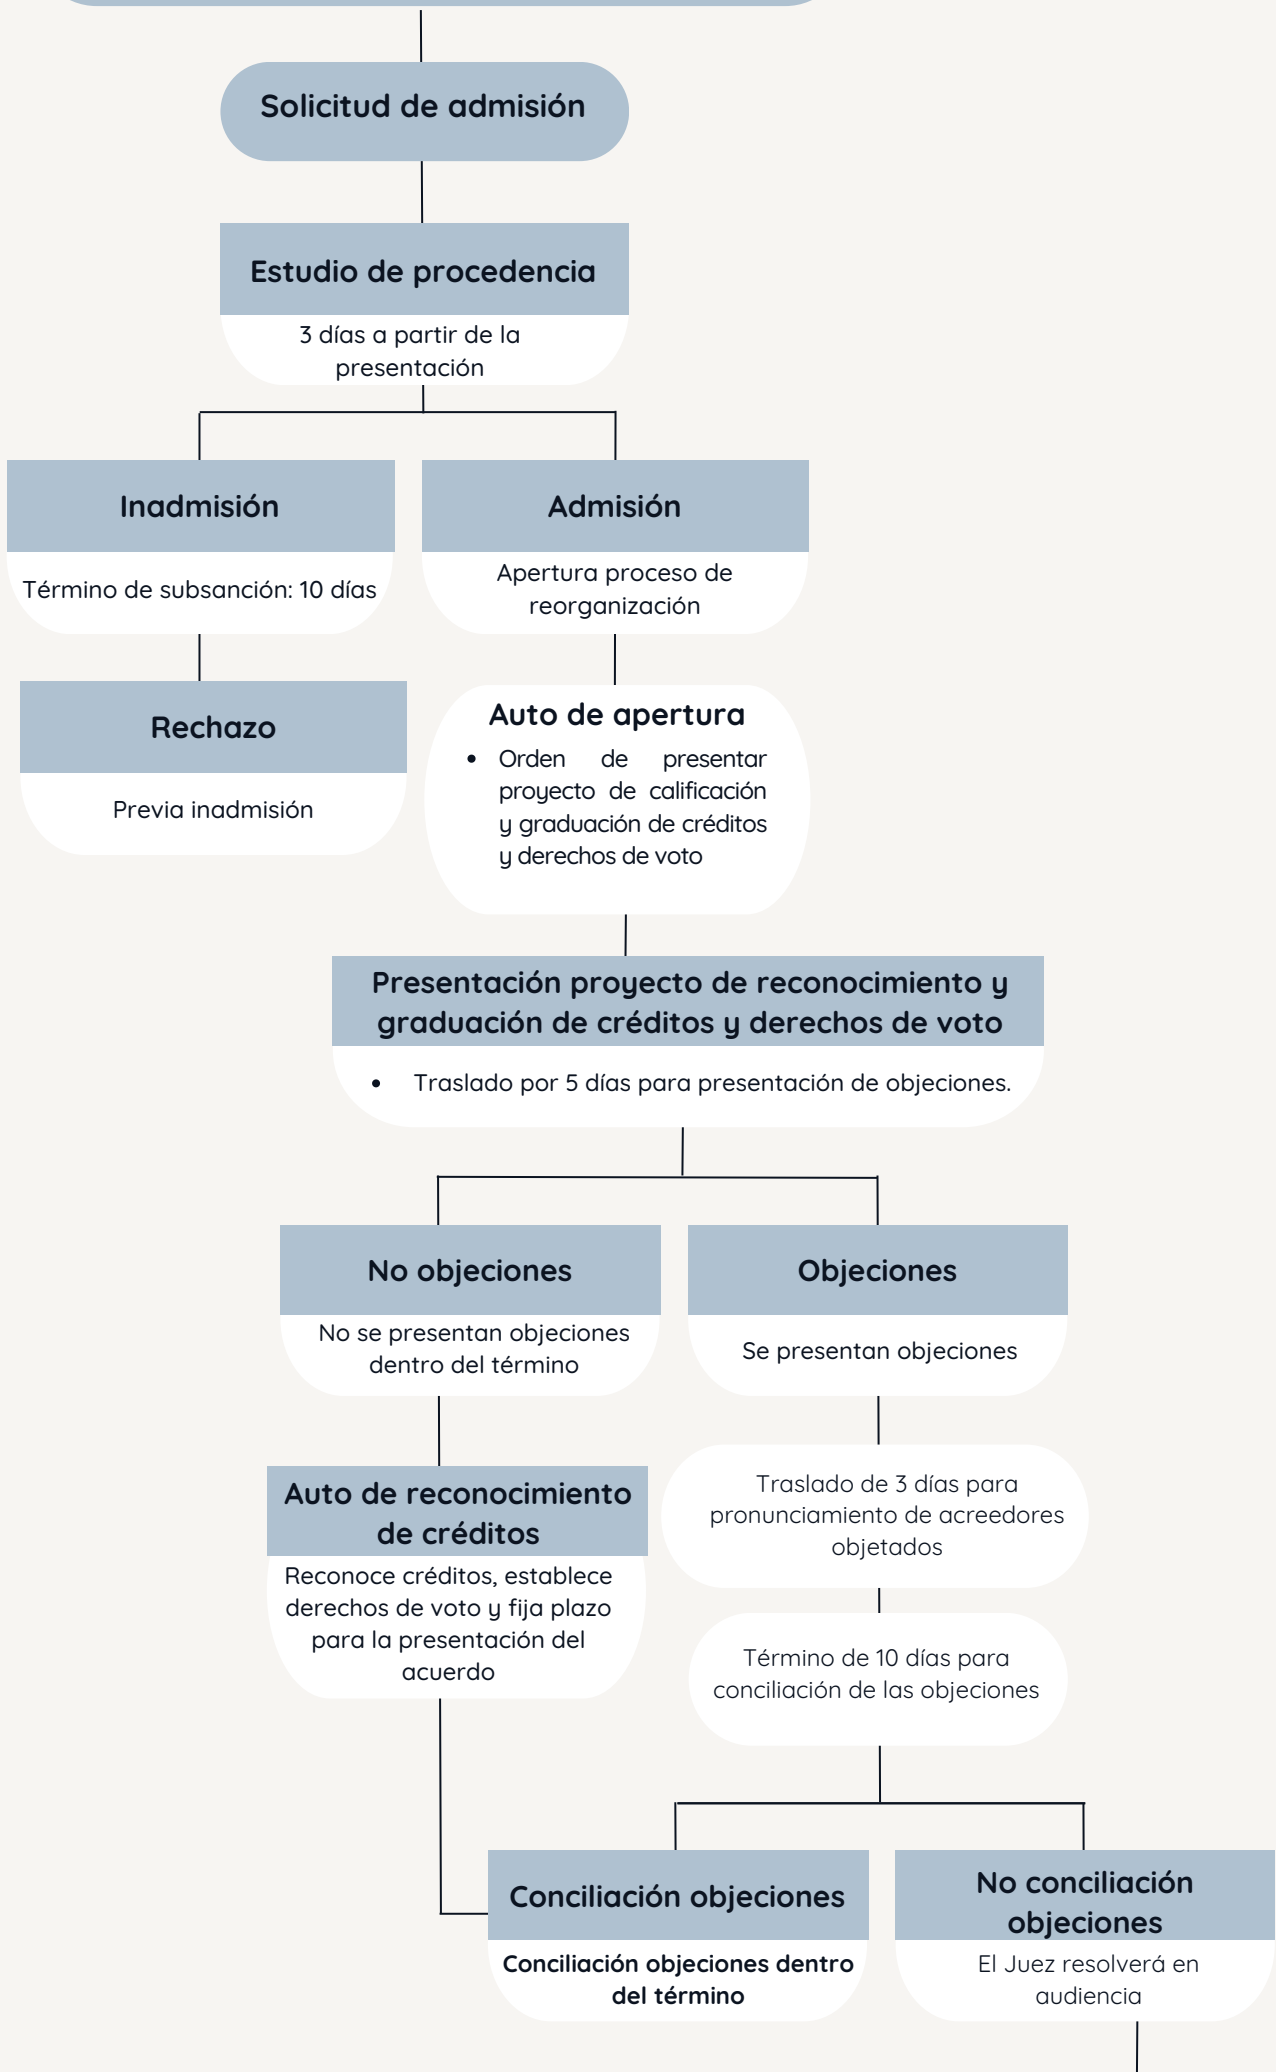 Solicitud de admisión
Estudio de procedencia
3 días a partir de la
presentación
Inadmisión
Término de subsanción: 10 días
Admisión
Apertura proceso de
reorganización
Rechazo
Previa inadmisión
Auto de apertura
• Orden de presentar
proyecto de calificación
y graduación de créditos
y derechos de voto
Presentación proyecto de reconocimiento y
graduación de créditos y derechos de voto
• Traslado por 5 días para presentación de objeciones.
No objeciones
No se presentan objeciones
dentro del término
Objeciones
Se presentan objeciones
Auto de reconocimiento
de créditos
Reconoce créditos, establece
derechos de voto y fija plazo
para la presentación del
acuerdo
Traslado de 3 días para
pronunciamiento de acreedores
objetados
Término de 10 días para
conciliación de las objeciones
Conciliación objeciones
Conciliación objeciones dentro
del término
No conciliación
objeciones
El Juez resolverá en
audiencia